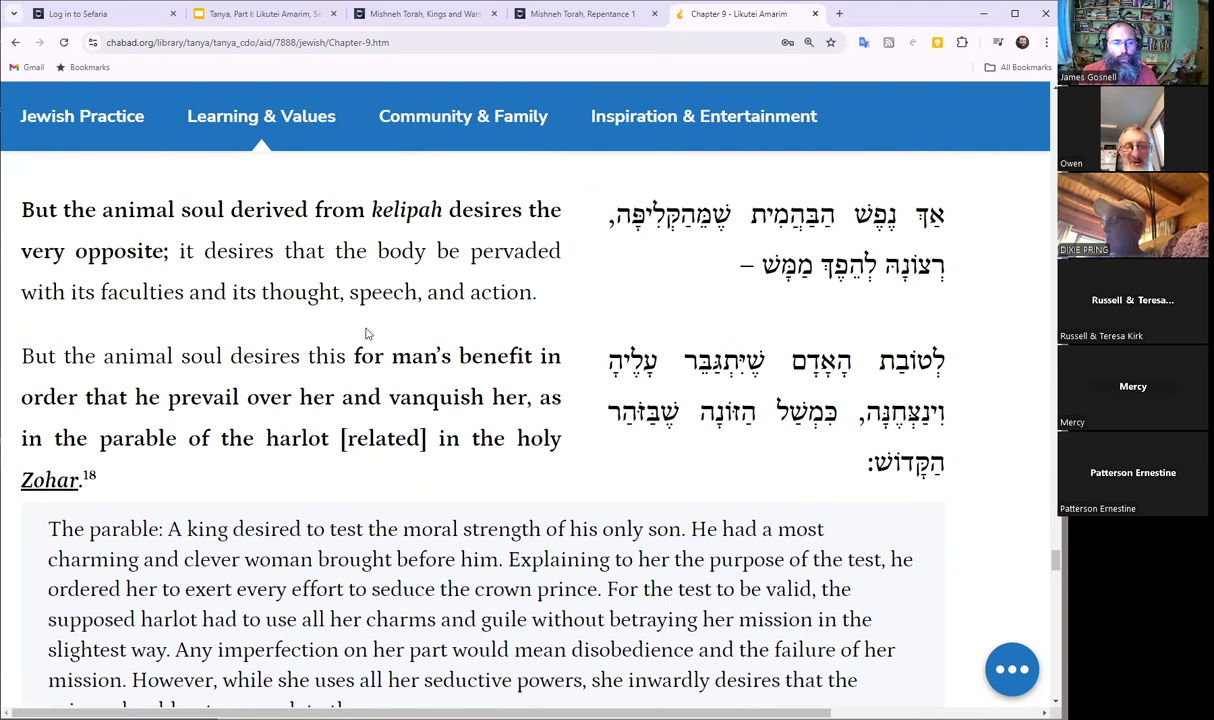 Log in to Sefaria
Tanya, Part I; Likutei Amarim, Se
Mishneh Torah, Kings and Wars
Mishneh Torah, Repentance 1
Chapter 9 - Likutei Amarim
chabad.org/library/tanya/tanya_cdo/aid/7888/jewish/Chapter-9.htm
Gmail
Bookmarks
All Bookmarks
Jewish Practice
Learning & Values
Community & Family
Inspiration & Entertainment
But the animal soul derived from kelipah desires the
very opposite; it desires that the body be pervaded
with its faculties and its thought, speech, and action.
אַךְ נֶפֶשׁ הַבַּהֲמִית שֶׁמֵּהַקְּלִיפָּה,
רְצוֹנָהּ לְהֵפֶךְ מַמָּשׁ –
But the animal soul desires this for man’s benefit in
order that he prevail over her and vanquish her, as
in the parable of the harlot [related] in the holy
Zohar.18
לְטוֹבַת הָאָדָם שֶׁיִּתְגַּבֵּר עָלֶיהָ
וִינַצְּחֶנָּה, כִּמְשַׁל הַזּוֹנָה שֶׁבַּזֹּהַר
הַקָּדוֹשׁ:
The parable: A king desired to test the moral strength of his only son. He had a most
charming and clever woman brought before him. Explaining to her the purpose of the test, he
ordered her to exert every effort to seduce the crown prince. For the test to be valid, the
supposed harlot had to use all her charms and guile without betraying her mission in the
slightest way. Any imperfection on her part would mean disobedience and the failure of her
mission. However, while she uses all her seductive powers, she inwardly desires that the
James Gosnell
Owen
DIXIE PRING
Russell & Teresa...
Russell & Teresa Kirk
Mercy
Mercy
Patterson Ernestine
Patterson Ernestine